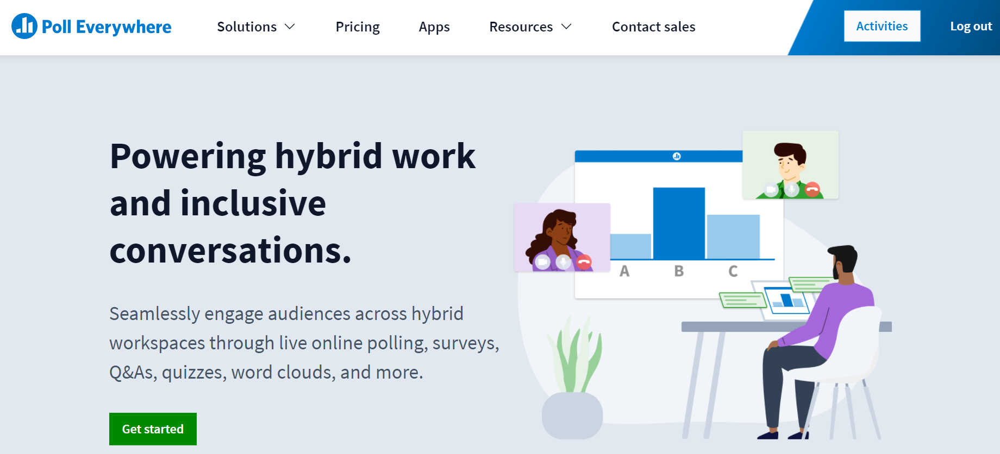 Poll Everywhere
Solutions
Pricing
Apps
Resources
Contact sales
Activities
Log out
Powering hybrid work
and inclusive
conversations.
Seamlessly engage audiences across hybrid
workspaces through live online polling, surveys,
Q&As, quizzes, word clouds, and more.
Get started
A B C